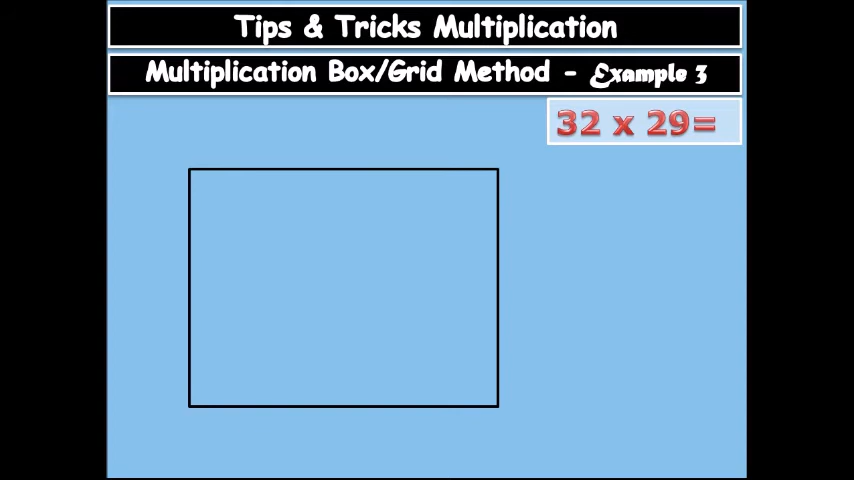 Tips & Tricks Multiplication
Multiplication Box/Grid Method - Example 3
32 x 29=